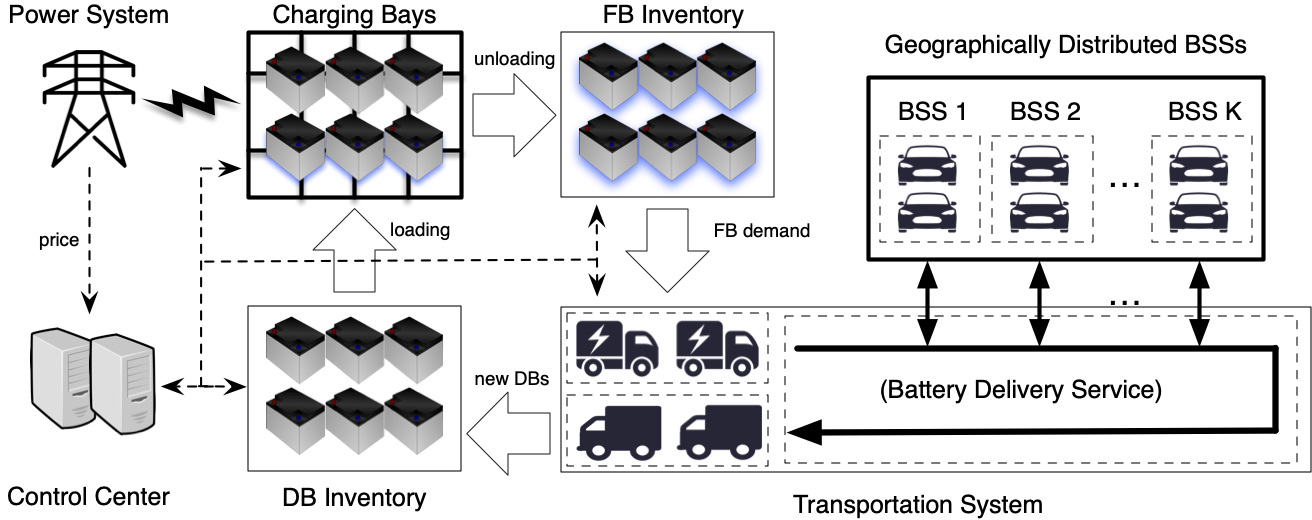 Power System
Charging Bays
FB Inventory
Geographically Distributed BSSs
unloading
BSS 1
BSS 2
BSS K
...
price
loading
FB demand
...
new DBs
(Battery Delivery Service)
Control Center
DB Inventory
Transportation System